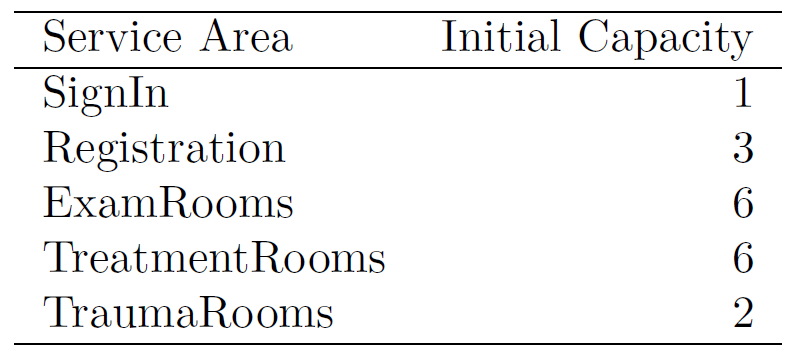 Service Area Initial Capacity
SignIn 1
Registration 3
ExamRooms 6
TreatmentRooms 6
TraumaRooms 2